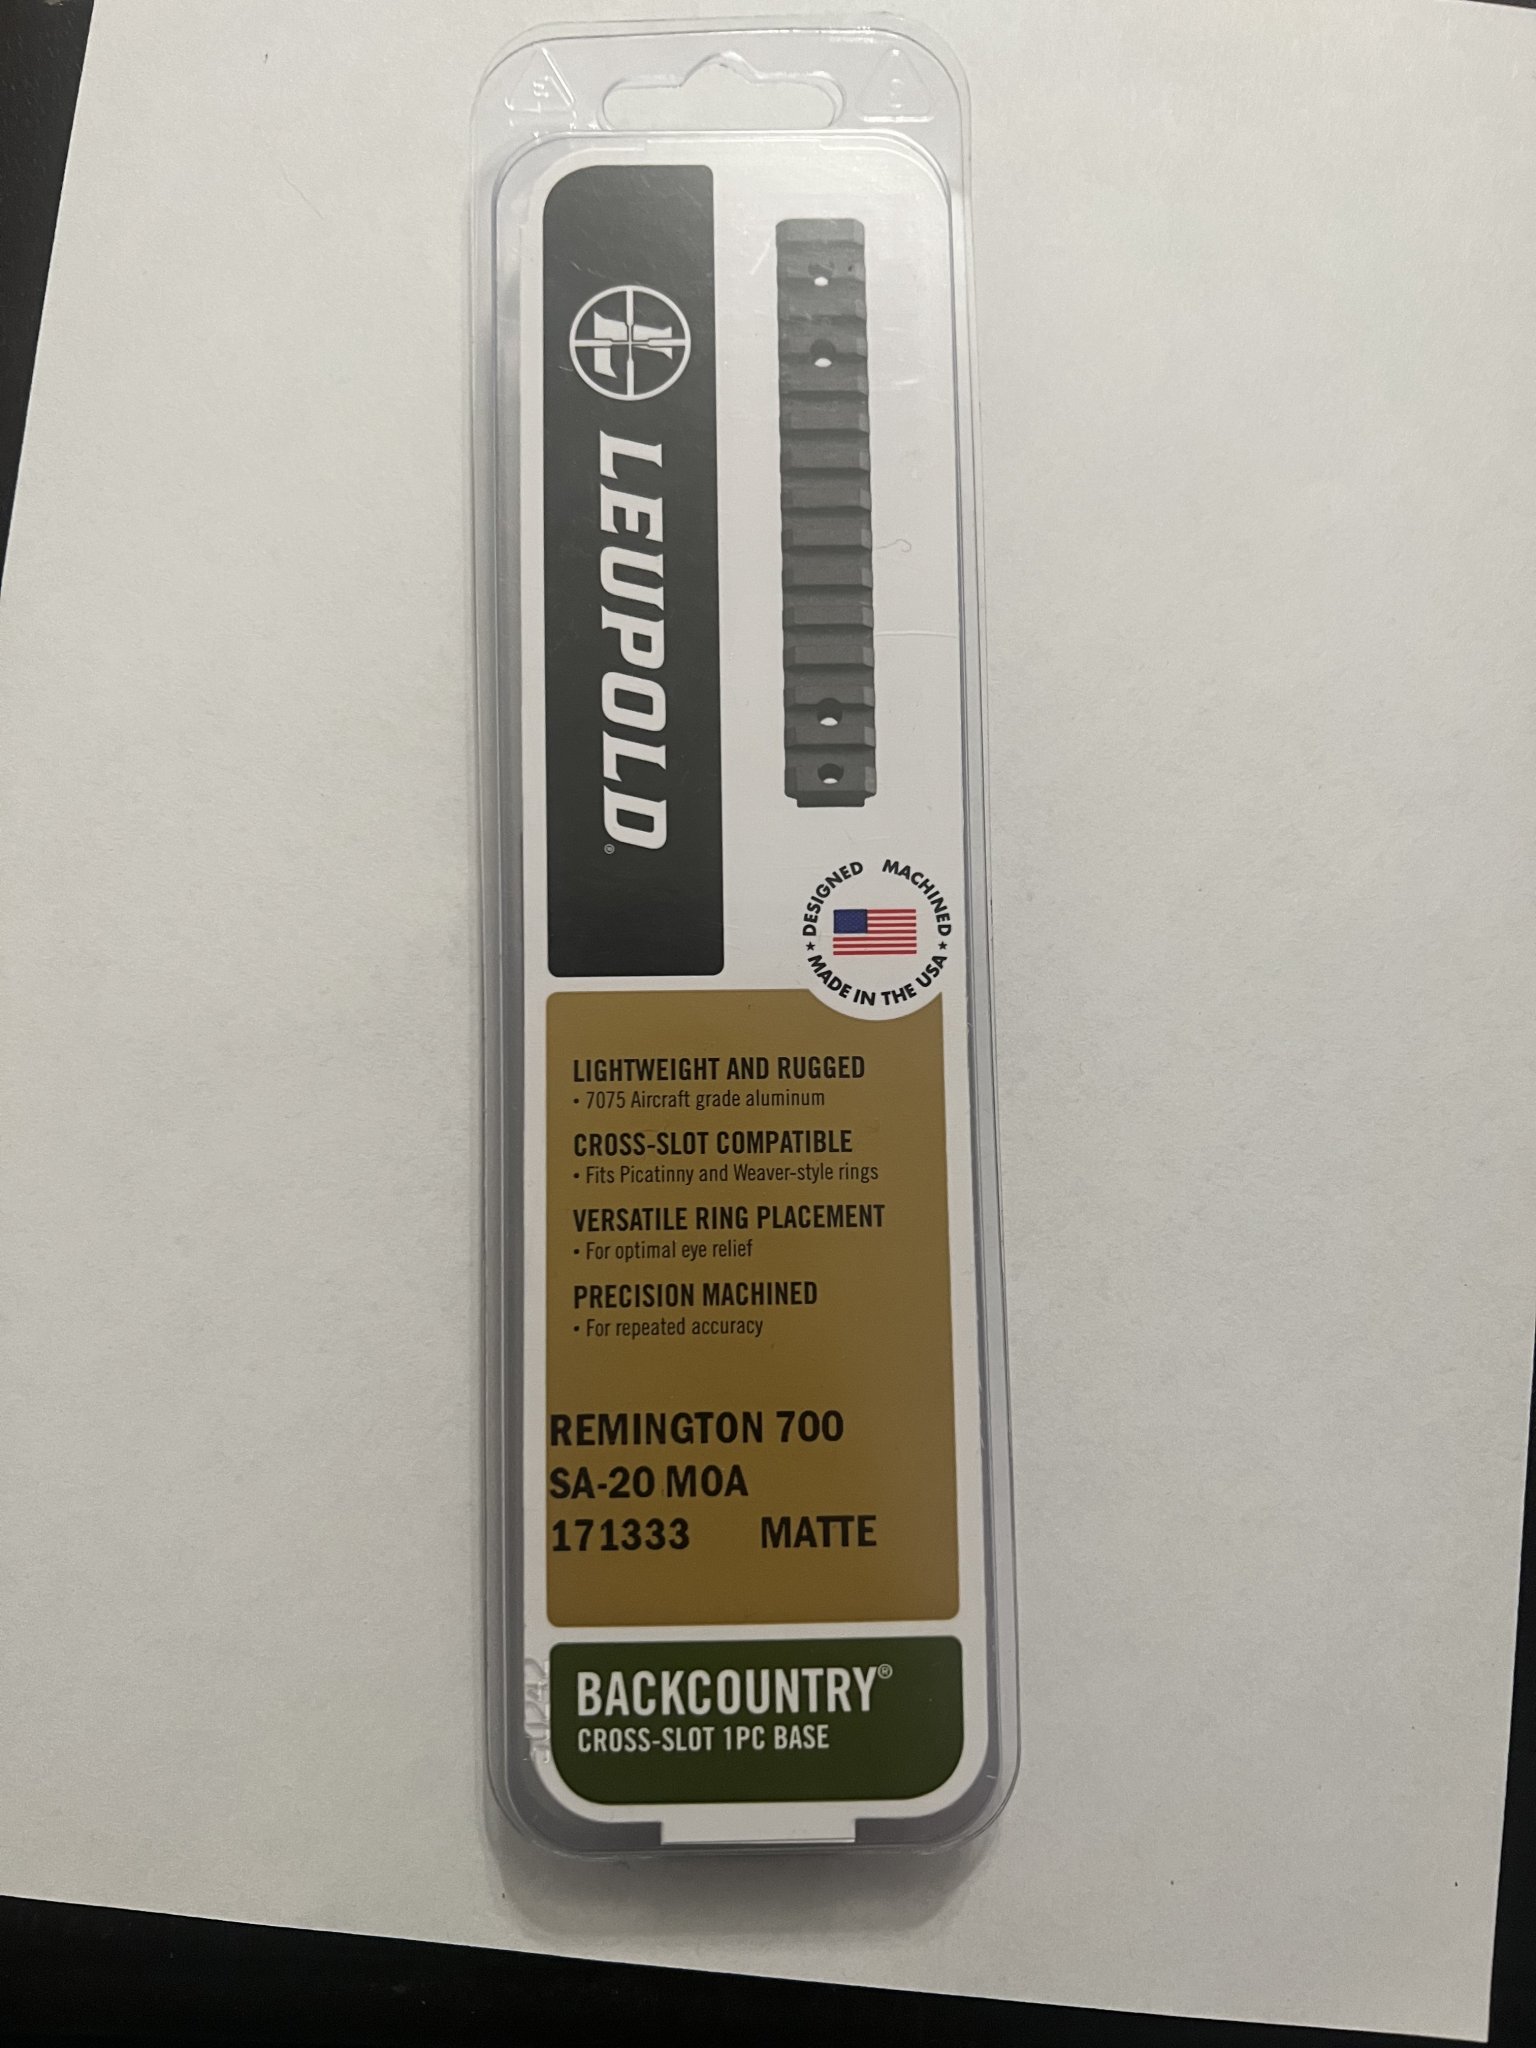 LEUPOLD®
DESIGNED MACHINED
★ MADE IN THE USA ★
LIGHTWEIGHT AND RUGGED
• 7075 Aircraft grade aluminum
CROSS-SLOT COMPATIBLE
• Fits Picatinny and Weaver-style rings
VERSATILE RING PLACEMENT
• For optimal eye relief
PRECISION MACHINED
• For repeated accuracy
REMINGTON 700
SA-20 MOA
171333 MATTE
BACKCOUNTRY®
CROSS-SLOT 1PC BASE